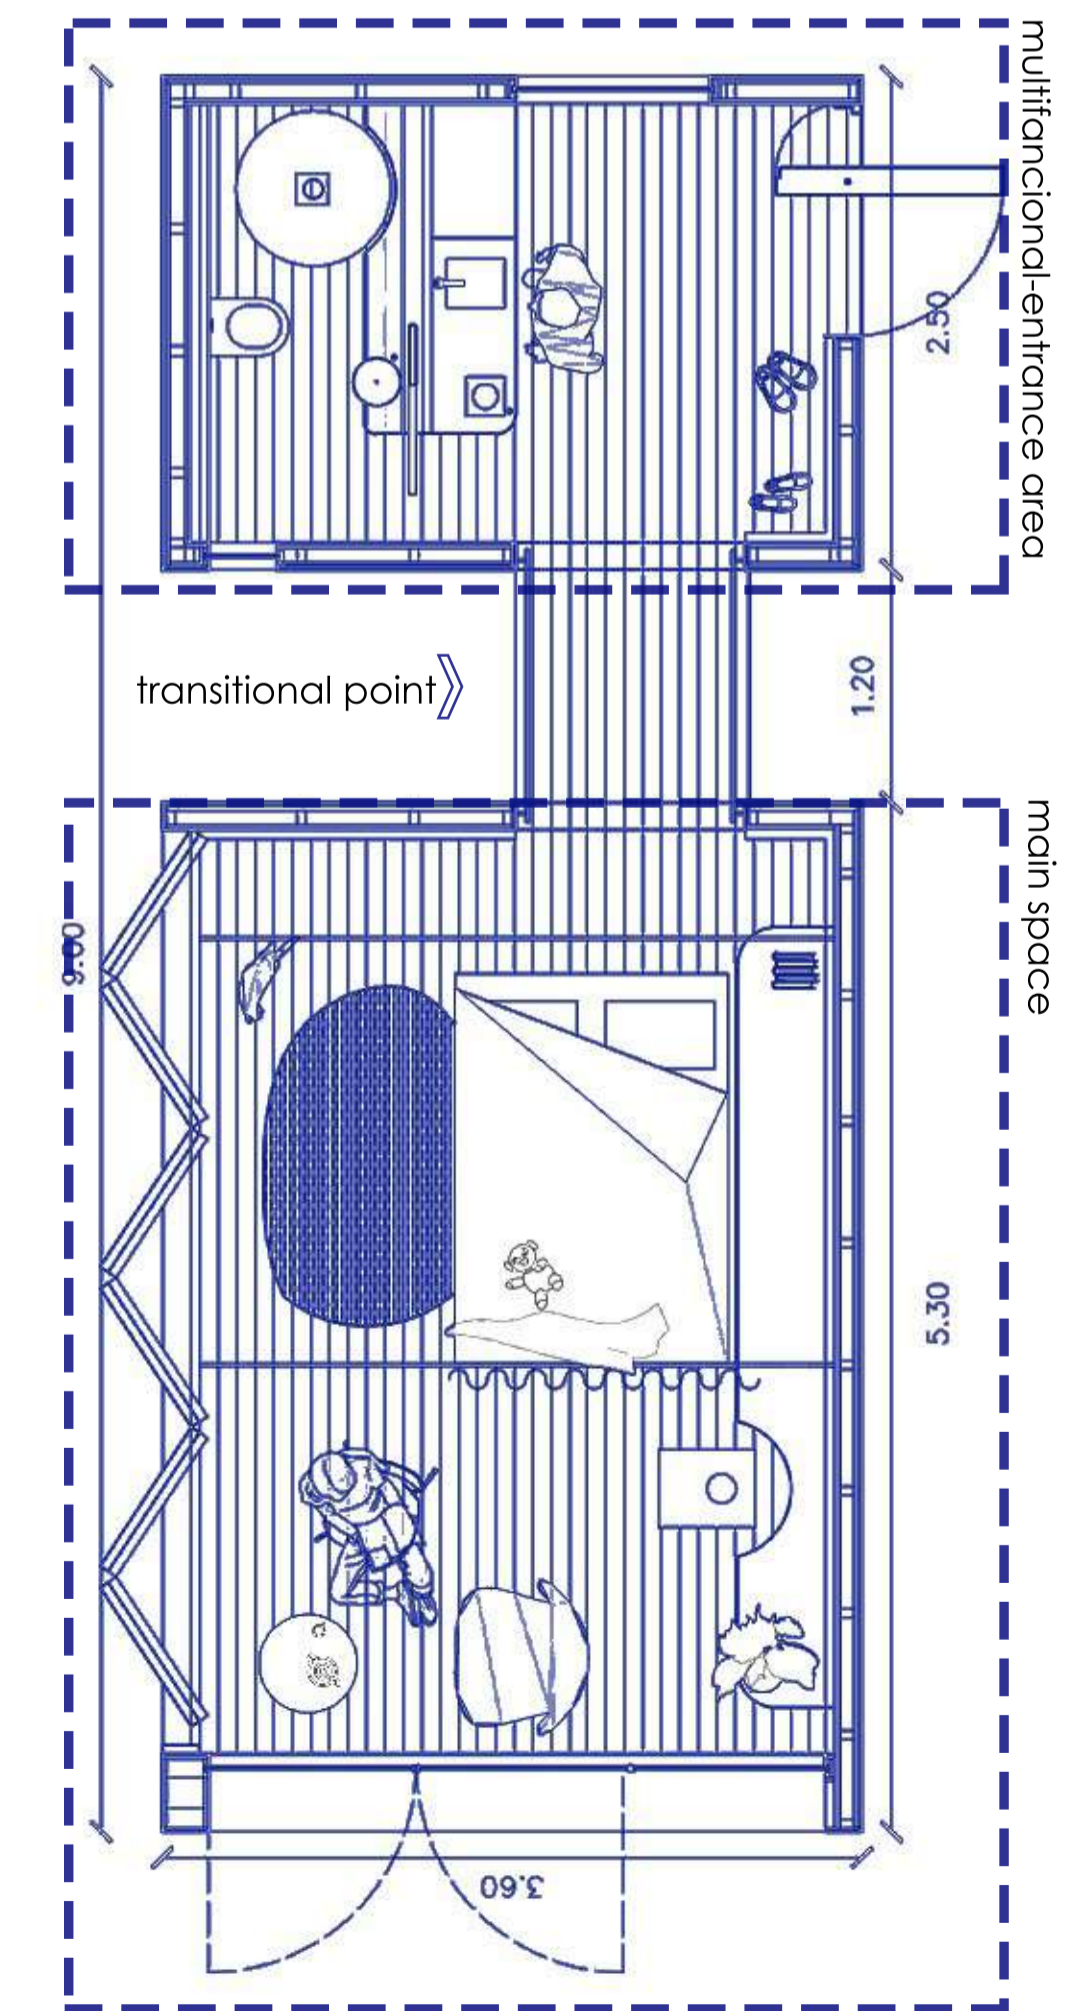 multifancional-entrance area
2.50
transitional point
1.20
main space
9.00
5.30
3.60